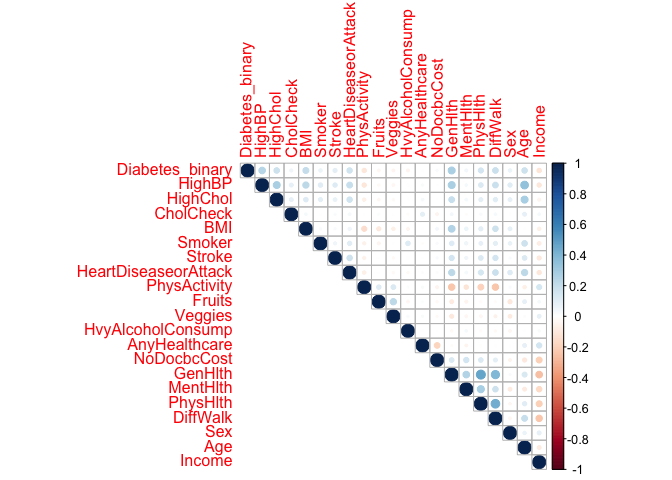 Diabetes_binary
HighBP
HighChol
CholCheck
BMI
Smoker
Stroke
HeartDiseaseorAttack
PhysActivity
Fruits
Veggies
HvyAlcoholConsump
AnyHealthcare
NoDocbcCost
GenHlth
MentHlth
PhysHlth
DiffWalk
Sex
Age
Income
Diabetes_binary
HighBP
HighChol
CholCheck
BMI
Smoker
Stroke
HeartDiseaseorAttack
PhysActivity
Fruits
Veggies
HvyAlcoholConsump
AnyHealthcare
NoDocbcCost
GenHlth
MentHlth
PhysHlth
DiffWalk
Sex
Age
Income
1
0.8
0.6
0.4
0.2
0
-0.2
-0.4
-0.6
-0.8
-1